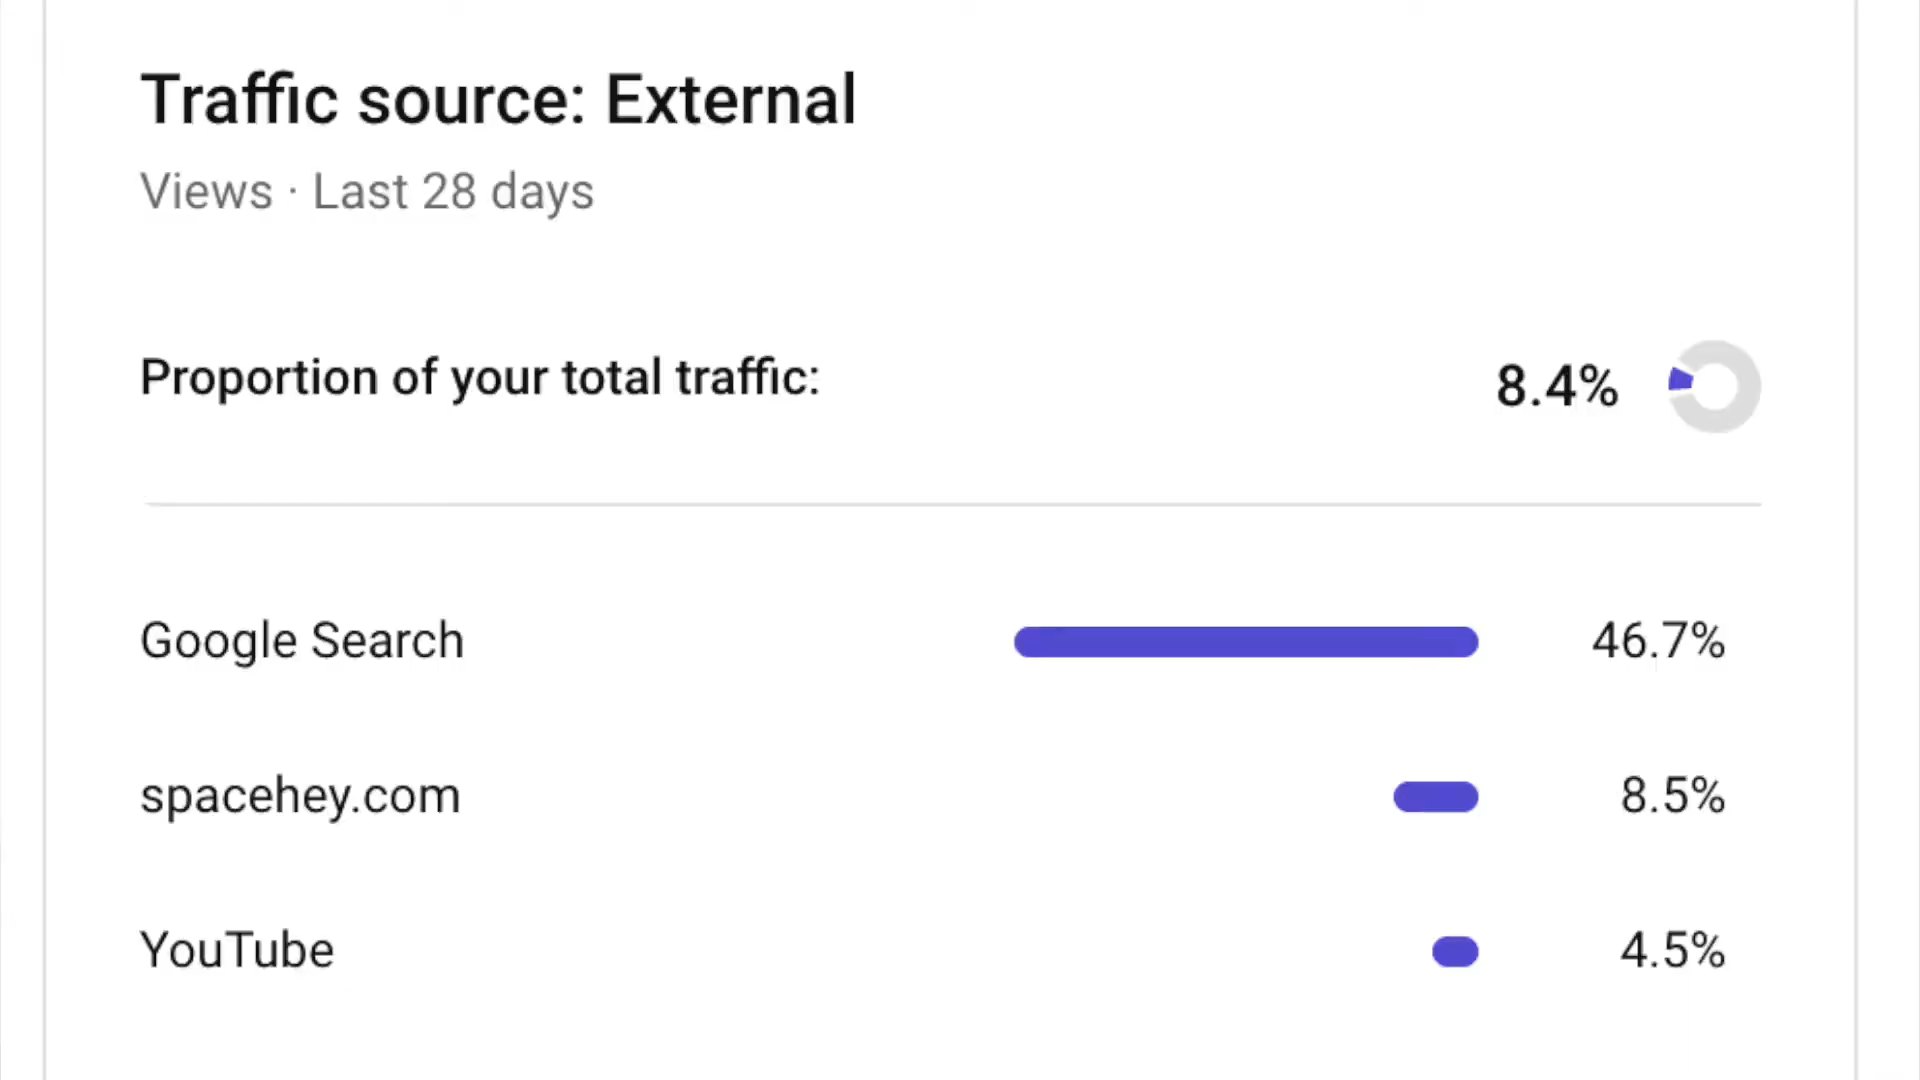 Traffic source: External
Views · Last 28 days
Proportion of your total traffic: 8.4%
Google Search 46.7%
spacehey.com 8.5%
YouTube 4.5%